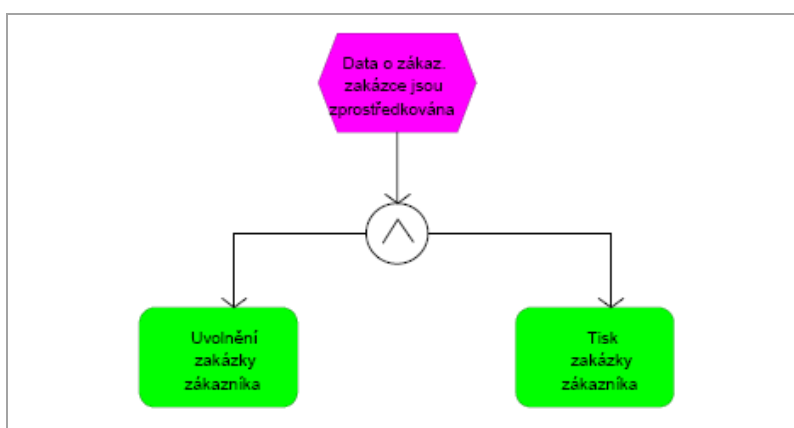 Data o zákaz.
zakázce jsou
zprostředkována
Uvolnění
zakázky
zákazníka
Tisk
zakázky
zákazníka